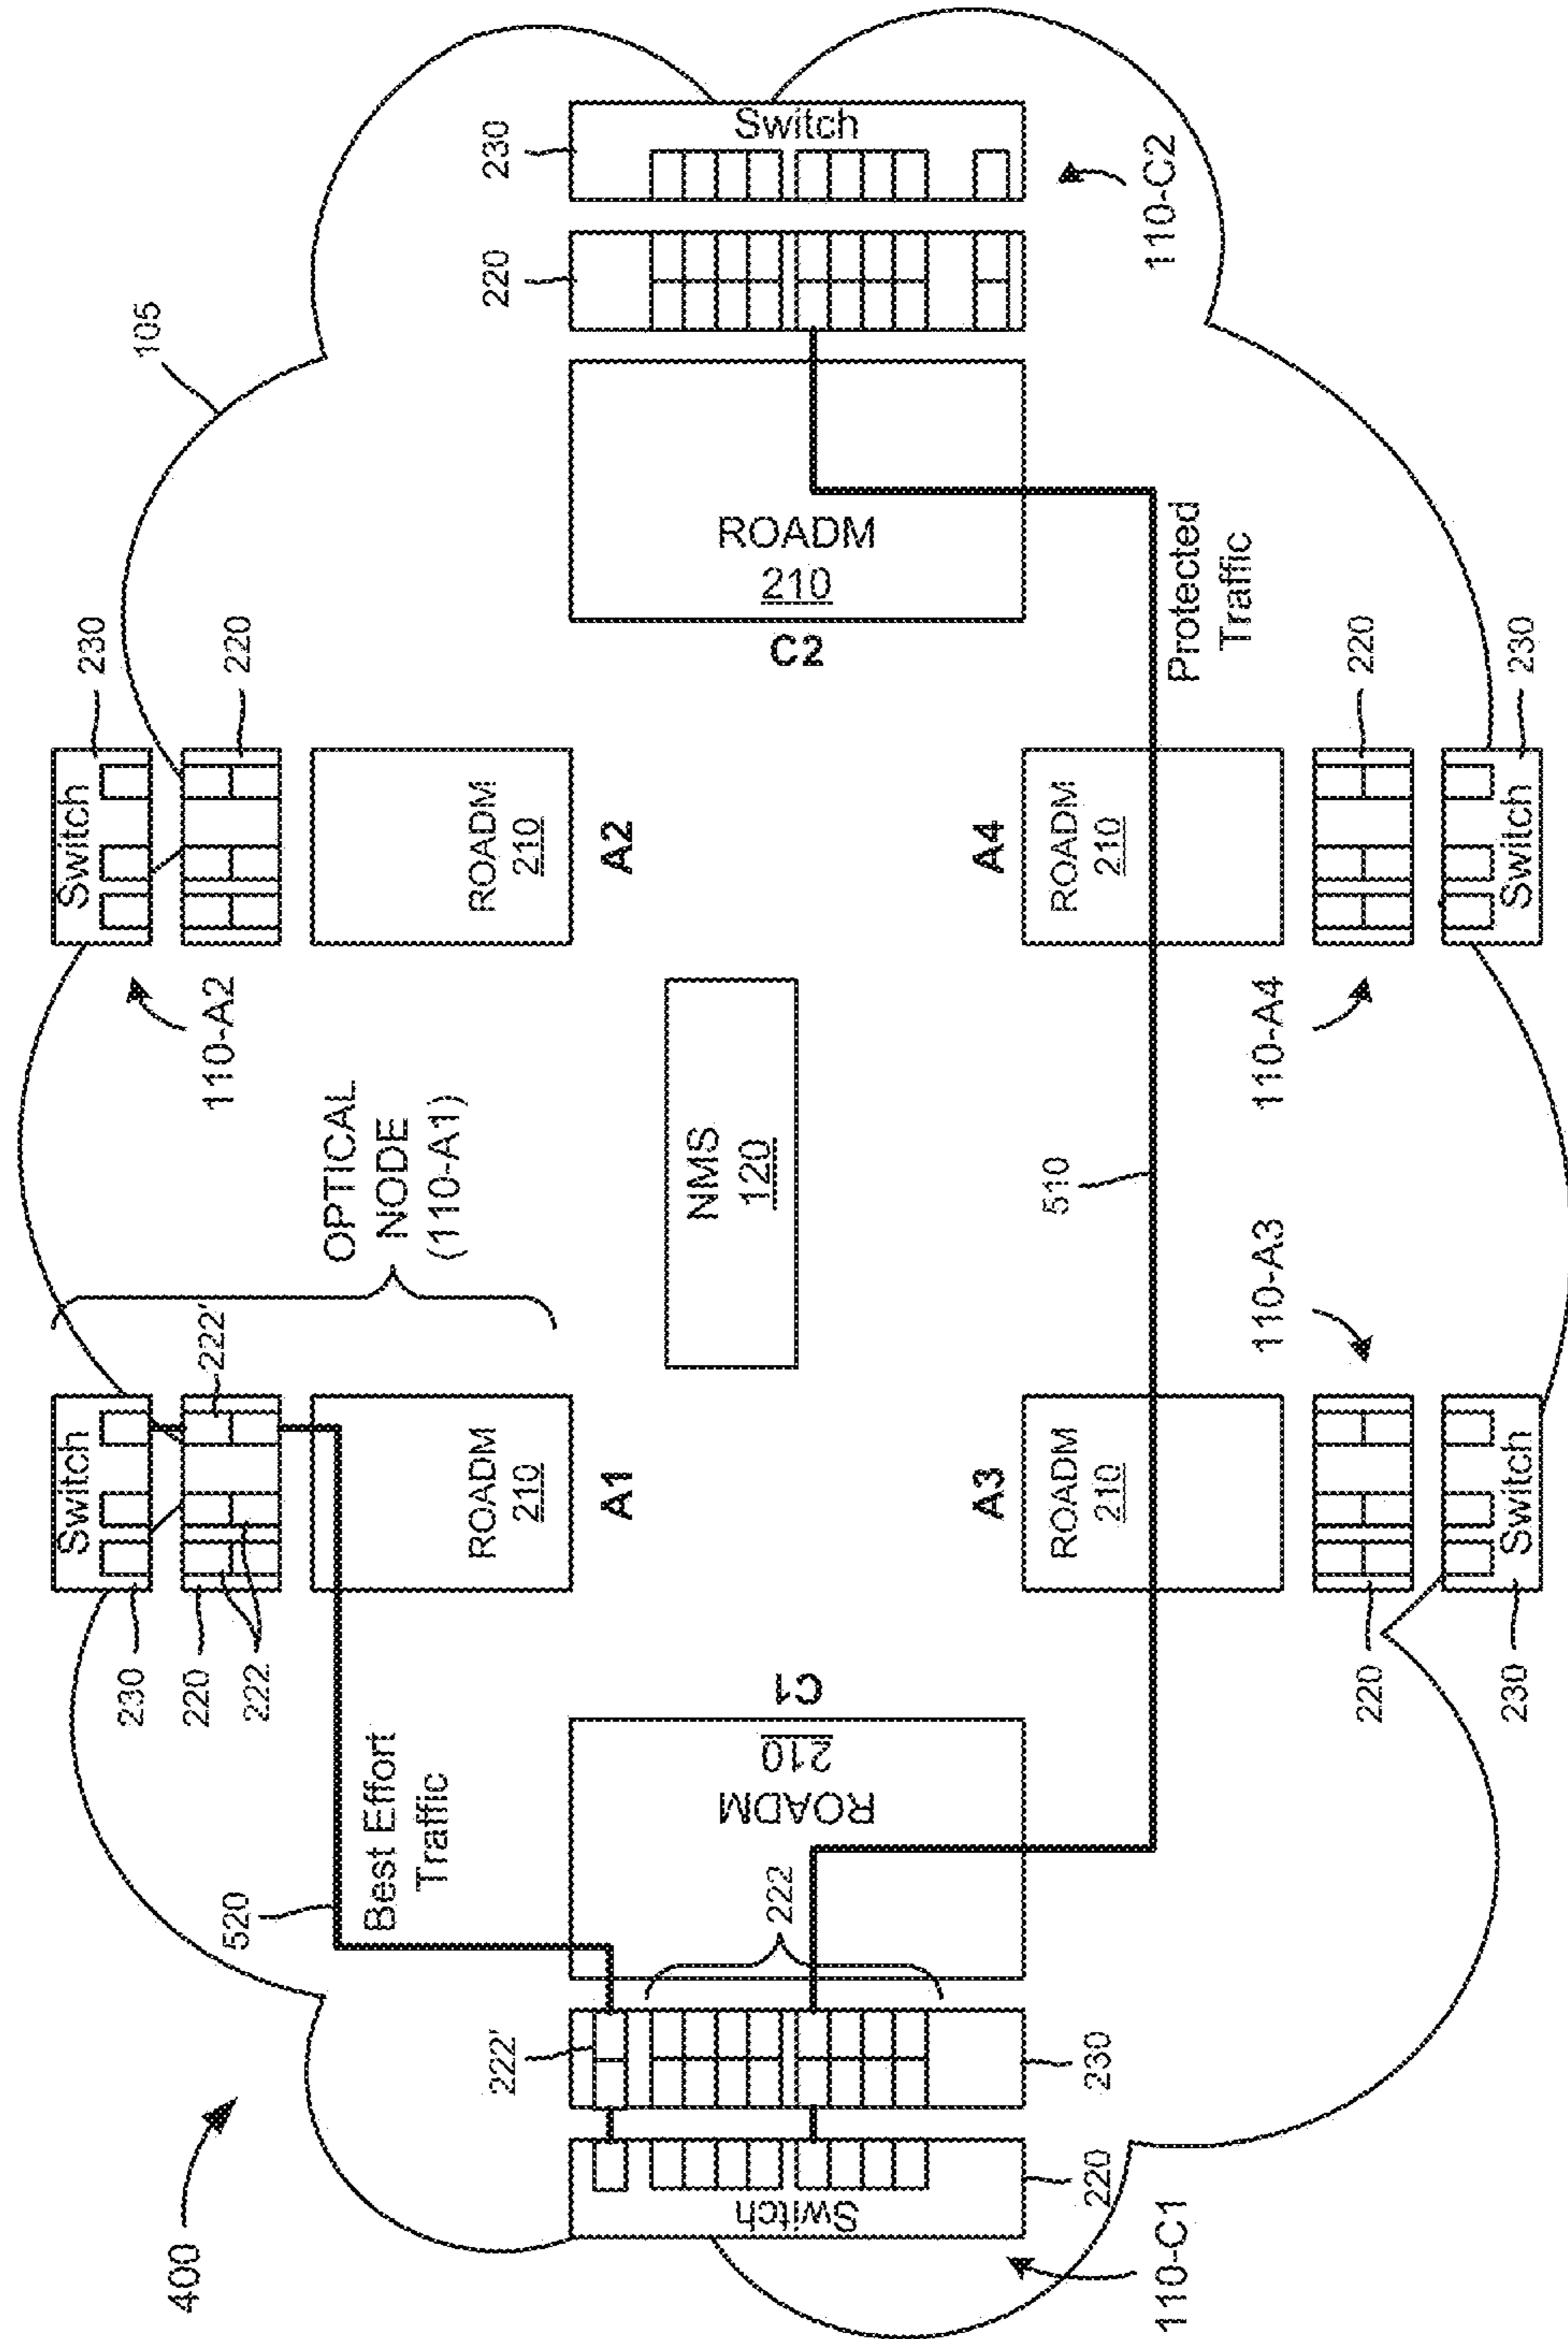 400
Switch
230
220
222
222'
OPTICAL
NODE
(110-A1)
Switch
230
220
110-A2
105
520
Best Effort
Traffic
ROADM
210
A1
ROADM
210
A2
222'
220
230
Switch
222
ROADM
210
C1
NMS
120
C2
ROADM
210
Switch
230
220
110-C1
110-C2
A3
ROADM
210
510
A4
ROADM
210
Protected
Traffic
110-A3
110-A4
220
220
230
Switch
Switch
230